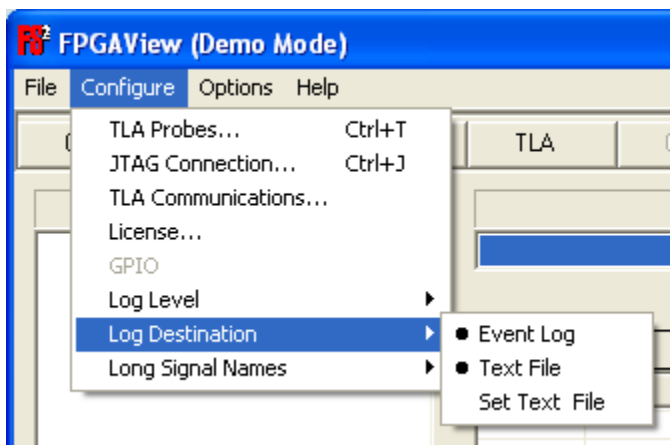 FS2 FPGAView (Demo Mode)
File Configure Options Help
TLA Probes... Ctrl+T
TLA
JTAG Connection... Ctrl+J
TLA Communications...
License...
GPIO
Log Level
Log Destination
Event Log
Long Signal Names
Text File
Set Text File